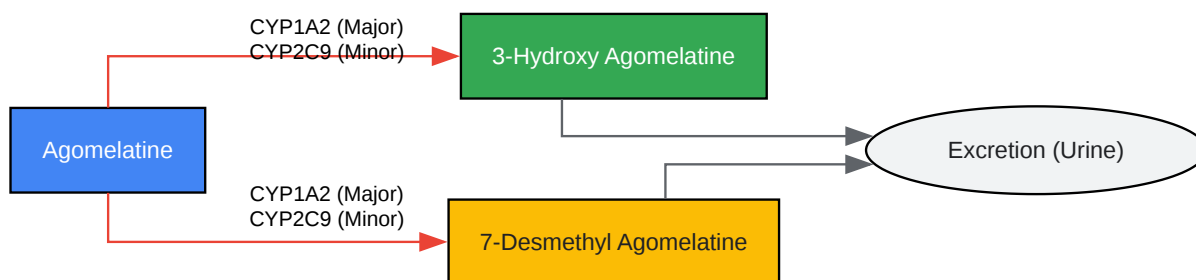 CYP1A2 (Major)
CYP2C9 (Minor)
3-Hydroxy Agomelatine
Agomelatine
Excretion (Urine)
CYP1A2 (Major)
CYP2C9 (Minor)
7-Desmethyl Agomelatine